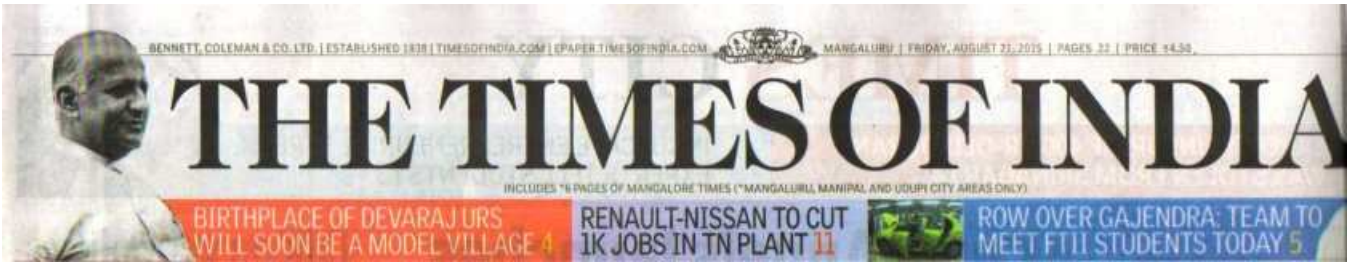 BENNETT, COLEMAN & CO. LTD. | ESTABLISHED 1838 | TIMESOFINDIA.COM | EPAPER.TIMESOFINDIA.COM
MANGALURU | FRIDAY, AUGUST 21, 2015 | PAGES 32 | PRICE ₹4.50
THE TIMES OF INDIA
INCLUDES *6 PAGES OF MANGALORE TIMES (*MANGALURU, MANIPAL AND UDUPI CITY AREAS ONLY)
BIRTHPLACE OF DEVARAJ URS
WILL SOON BE A MODEL VILLAGE 4
RENAULT-NISSAN TO CUT
1K JOBS IN TN PLANT 11
ROW OVER GAJENDRA: TEAM TO
MEET FTII STUDENTS TODAY 5